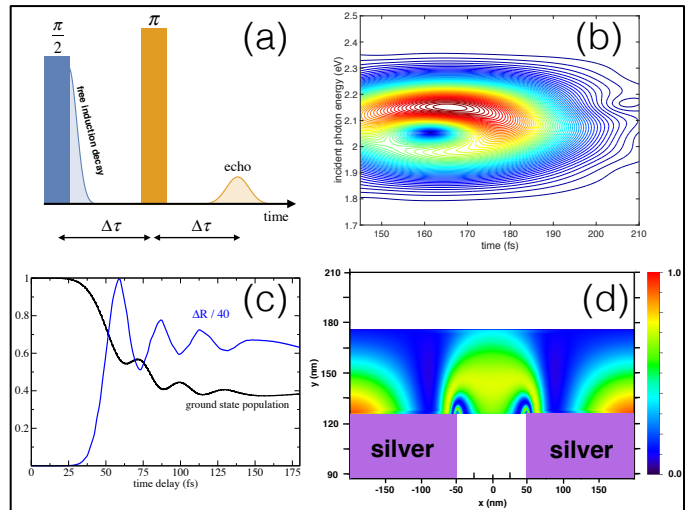 (a)
π/2
π
free induction decay
echo
time
Δτ
Δτ
(b)
incident photon energy (eV)
2.5
2.4
2.3
2.2
2.1
2
1.9
1.8
1.7
150 160 170 180 190 200 210
time (fs)
(c)
1
0.8
0.6
0.4
0.2
ΔR / 40
ground state population
0 25 50 75 100 125 150 175
time delay (fs)
(d)
y (nm)
210
180
150
120
90
silver
silver
-150 -100 -50 0 50 100 150
x (nm)
1.0
0.0